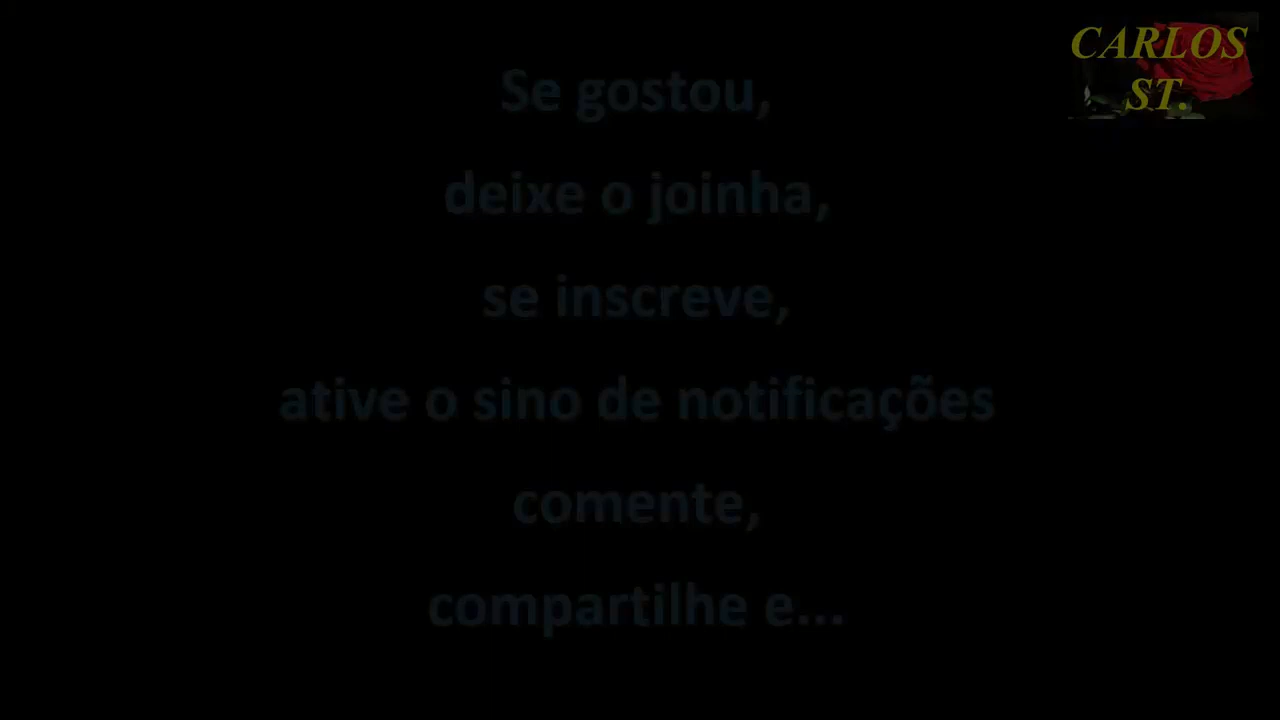 CARLOS
ST.
Se gostou,
deixe o joinha,
se inscreve,
ative o sino de notificações
comente,
compartilhe e...